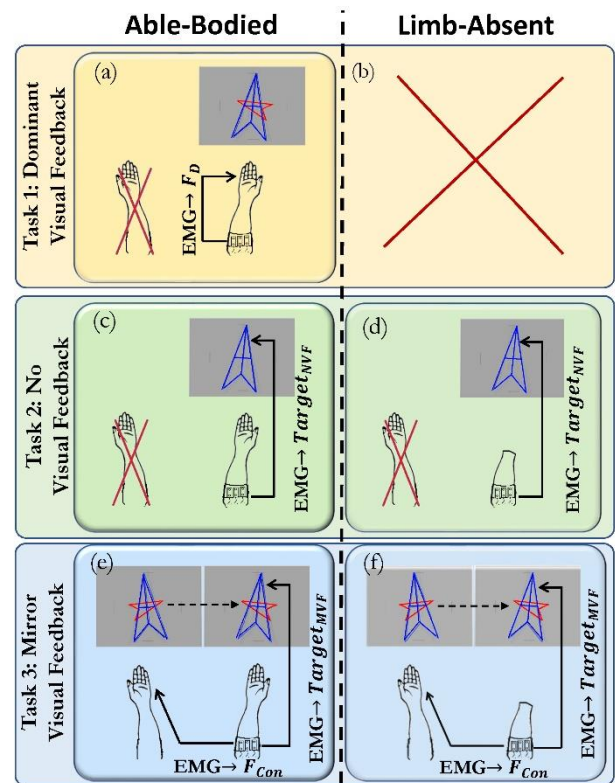 Able-Bodied
Limb-Absent
Task 1: Dominant
Visual Feedback
(a)
EMG→ F_D
(b)
Task 2: No
Visual Feedback
(c)
EMG→ Target_NVF
(d)
EMG→ Target_NVF
Task 3: Mirror
Visual Feedback
(e)
EMG→ Target_MVF
EMG→ F_Con
(f)
EMG→ Target_MVF
EMG→ F_Con